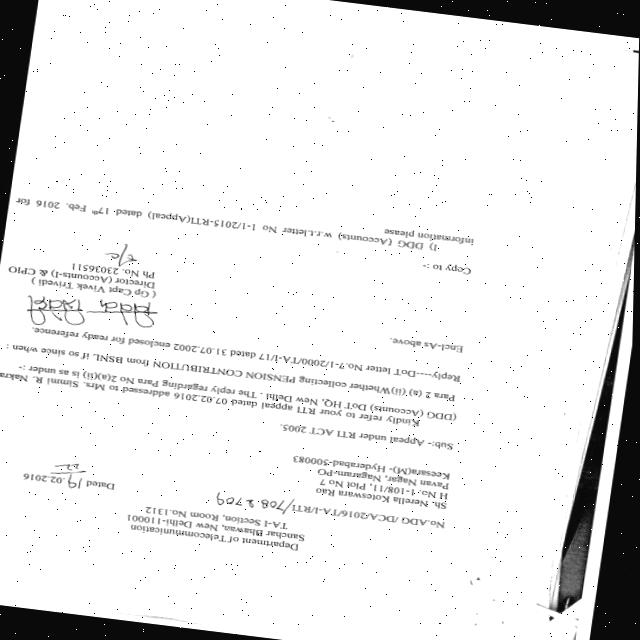 Department of Telecommunication
Sanchar Bhawan, New Delhi-110001
TA-I-Section, Room No.1312
No.ADG /DCA/2016/TA-I/RTI/708,2709
Sh. Nerella Koteswara Rao
H No.-1-108/11, Plot No 7
Pavan Nagar, Nagaram-PO
Keesara(M)- Hyderabad-500083
Dated 19.02.2016
Sub:- Appeal under RTI ACT 2005.
Kindly refer to your RTI appeal dated 07.02.2016 addressed to Mrs. Simmi R. Nakra
(DDG (Accounts) DoT HQ, New Delhi . The reply regarding Para No 2(a)(ii) is as under :-
Para 2 (a) (ii)Whether collecting PENSION CONTRIBUTION from BSNL if so since when :
Reply-----DoT letter No.7-1/2000/TA-I/17 dated 31.07.2002 enclosed for ready reference.
Encl-As above.
( Gp Capt Vivek Trivedi )
Director (Accounts-I) & CPIO
Ph No. 23036511
Copy to :-
1) DDG (Accounts) w.r.t.letter No 1-1/2015-RTI(Appeal) dated 17th Feb. 2016 for
information please